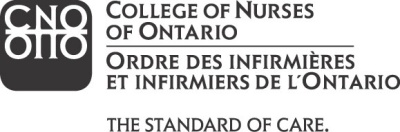 CNO
OIIO
COLLEGE OF NURSES
OF ONTARIO
ORDRE DES INFIRMIÈRES
ET INFIRMIERS DE L'ONTARIO
THE STANDARD OF CARE.